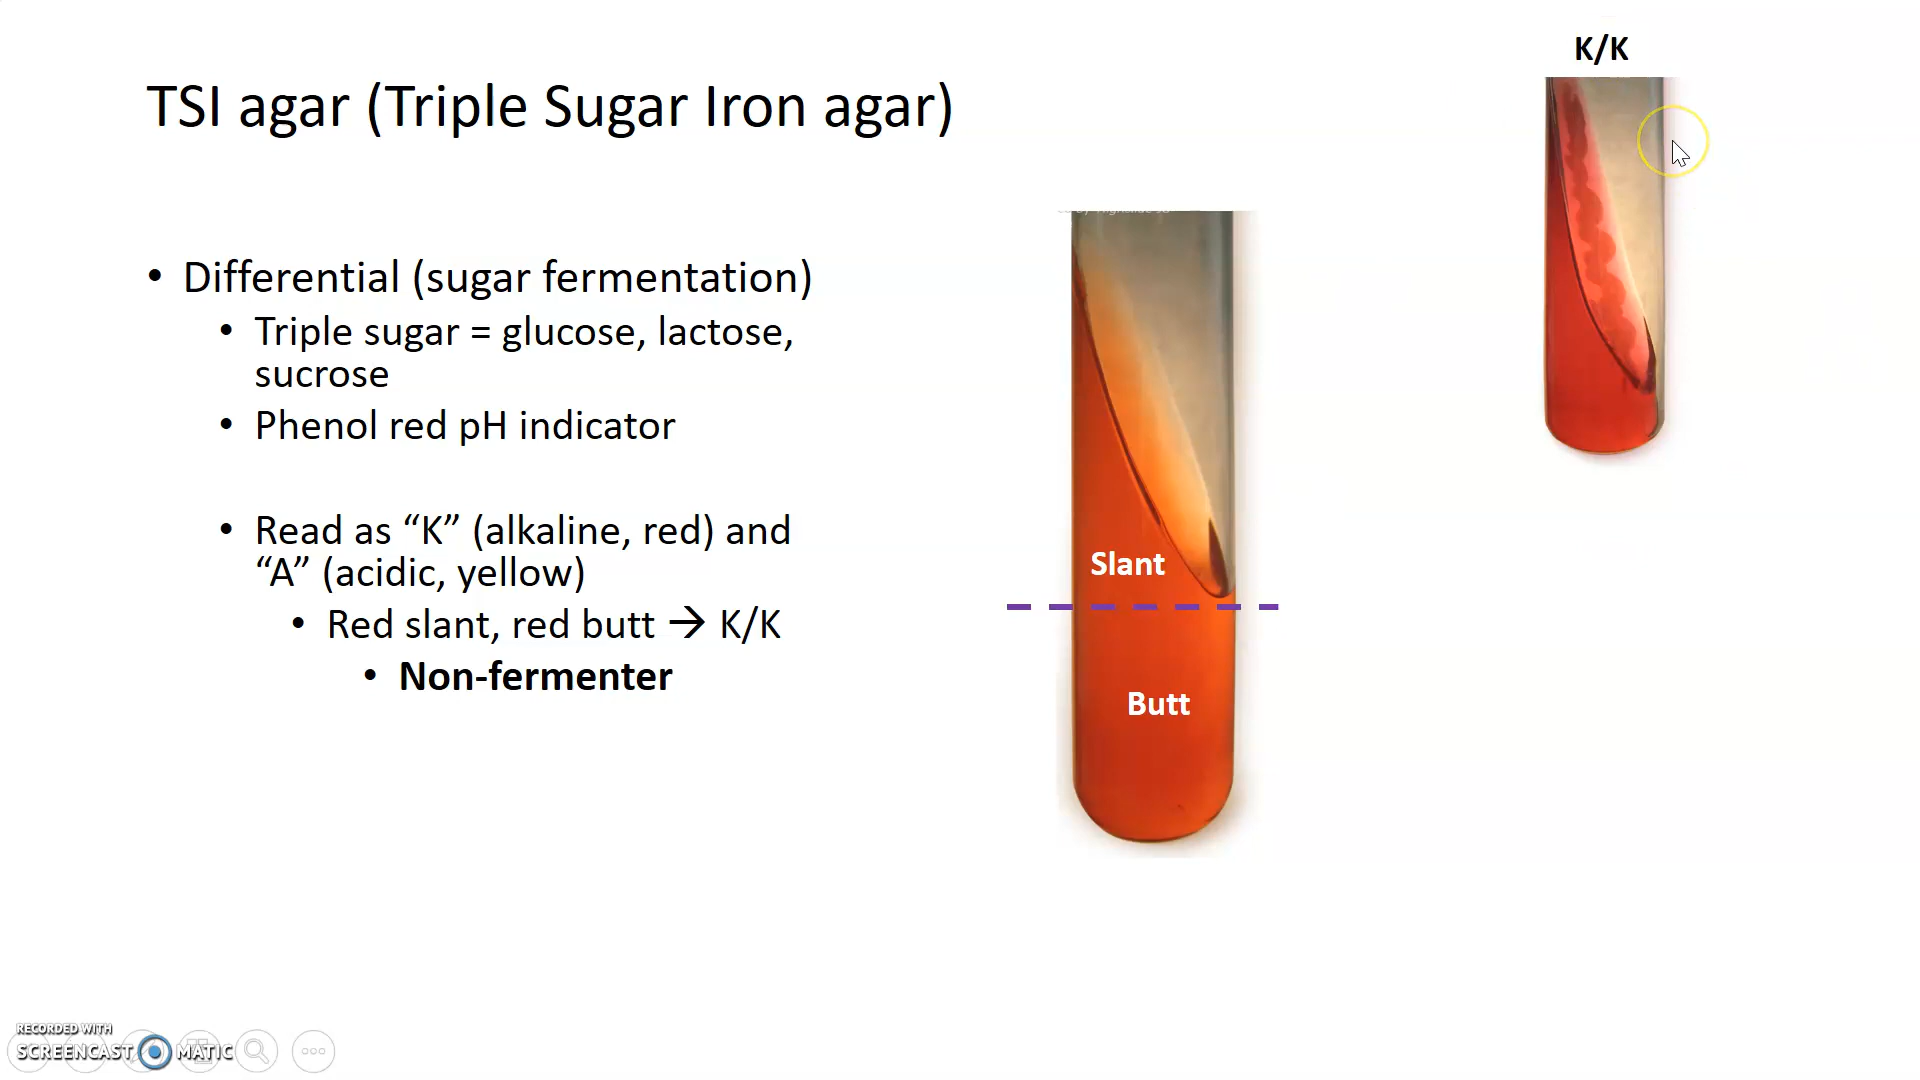 K/K
TSI agar (Triple Sugar Iron agar)
• Differential (sugar fermentation)
• Triple sugar = glucose, lactose,
sucrose
• Phenol red pH indicator
• Read as “K” (alkaline, red) and
“A” (acidic, yellow)
• Red slant, red butt → K/K
• Non-fermenter
Slant
Butt
RECORDED WITH
SCREENCAST MATIC